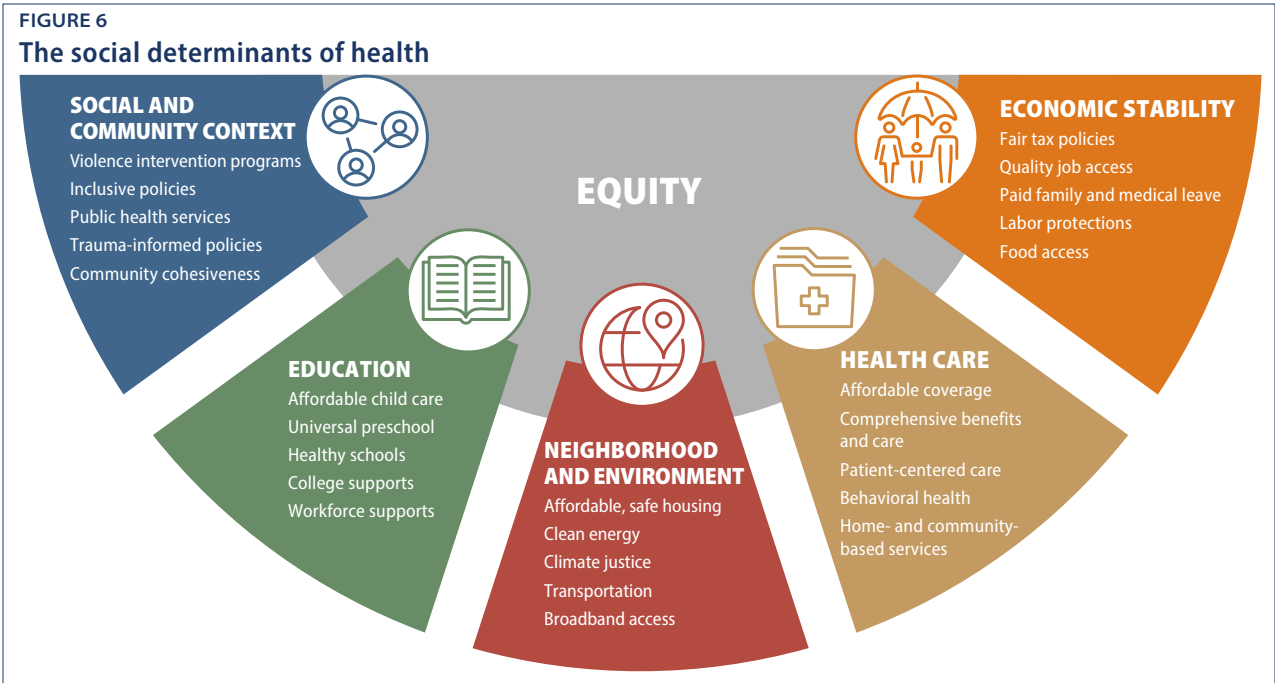 FIGURE 6
The social determinants of health
EQUITY
SOCIAL AND
COMMUNITY CONTEXT
Violence intervention programs
Inclusive policies
Public health services
Trauma-informed policies
Community cohesiveness
EDUCATION
Affordable child care
Universal preschool
Healthy schools
College supports
Workforce supports
NEIGHBORHOOD
AND ENVIRONMENT
Affordable, safe housing
Clean energy
Climate justice
Transportation
Broadband access
HEALTH CARE
Affordable coverage
Comprehensive benefits
and care
Patient-centered care
Behavioral health
Home- and community-
based services
ECONOMIC STABILITY
Fair tax policies
Quality job access
Paid family and medical leave
Labor protections
Food access